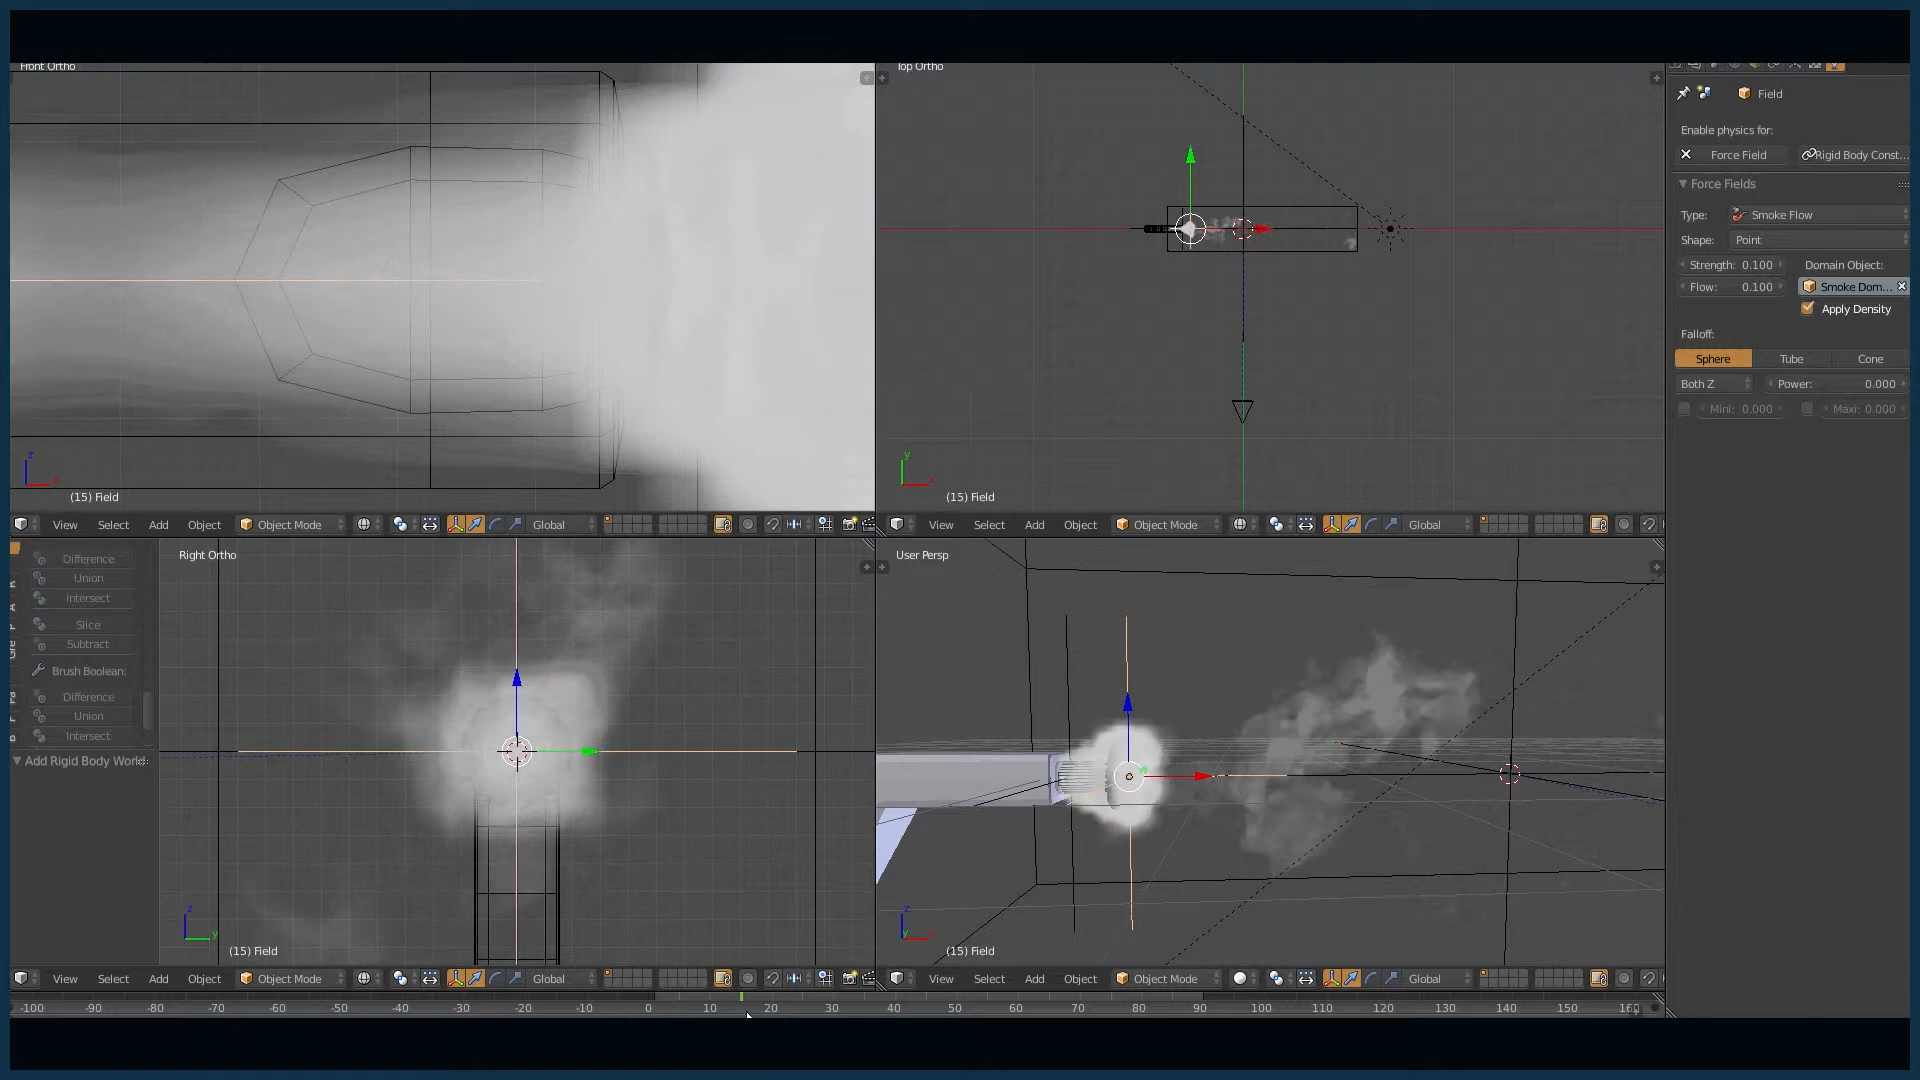 Front Ortho
(15) Field
View Select Add Object Object Mode Global
Top Ortho
(15) Field
View Select Add Object Object Mode Global
Difference
Union
Intersect
Slice
Subtract
Brush Boolean:
Difference
Union
Intersect
Add Rigid Body World
Right Ortho
z
y
(15) Field
View Select Add Object Object Mode Global
User Persp
(15) Field
View Select Add Object Object Mode Global
-100 -90 -80 -70 -60 -50 -40 -30 -20 -10 0 10 20 30 40 50 60 70 80 90 100 110 120 130 140 150 160
Field
Enable physics for:
Force Field Rigid Body Const...
Force Fields
Type: Smoke Flow
Shape: Point
Strength: 0.100 Domain Object:
Flow: 0.100 Smoke Dom...
Apply Density
Falloff:
Sphere Tube Cone
Both Z Power: 0.000
Mini: 0.000 Maxi: 0.000